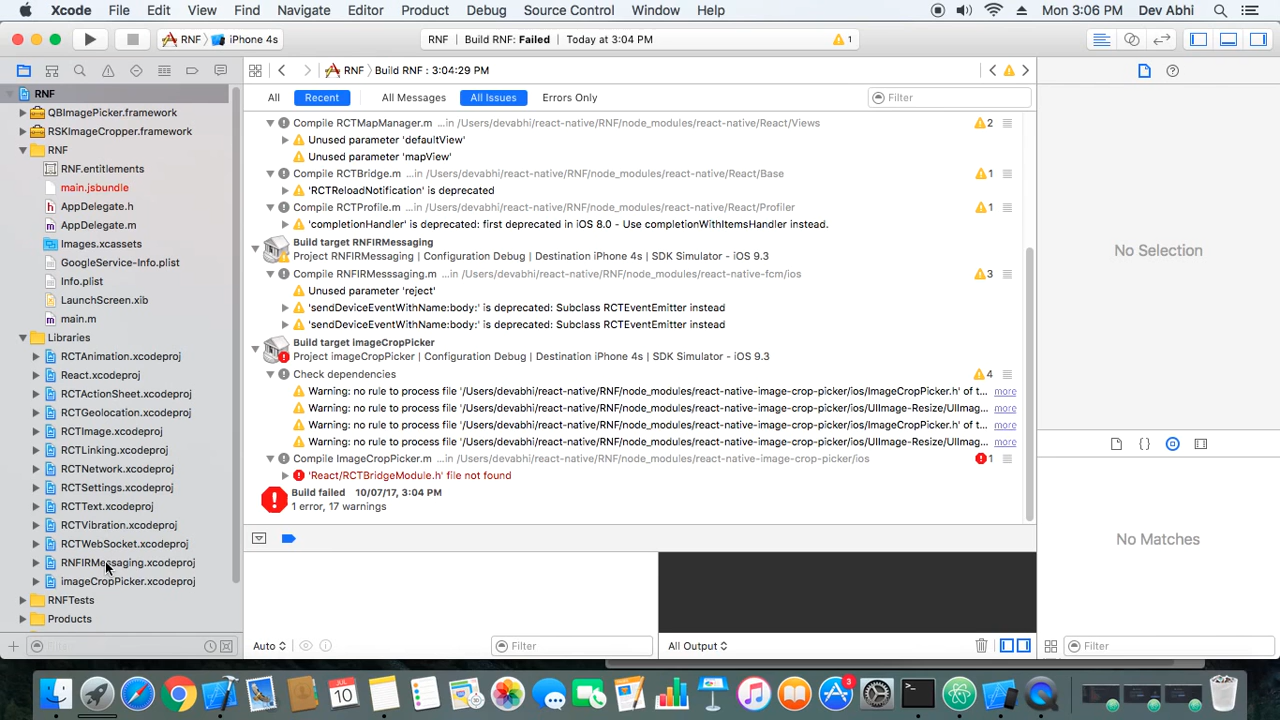 Xcode File Edit View Find Navigate Editor Product Debug Source Control Window Help Mon 3:06 PM Dev Abhi
RNF iPhone 4s RNF Build RNF: Failed Today at 3:04 PM 1
RNF Build RNF : 3:04:29 PM
All Recent All Messages All Issues Errors Only Filter
RNF
QBImagePicker.framework
RSKImageCropper.framework
RNF
RNF.entitlements
main.jsbundle
AppDelegate.h
AppDelegate.m
Images.xcassets
GoogleService-Info.plist
Info.plist
LaunchScreen.xib
main.m
Libraries
RCTAnimation.xcodeproj
React.xcodeproj
RCTActionSheet.xcodeproj
RCTGeolocation.xcodeproj
RCTImage.xcodeproj
RCTLinking.xcodeproj
RCTNetwork.xcodeproj
RCTSettings.xcodeproj
RCTText.xcodeproj
RCTVibration.xcodeproj
RCTWebSocket.xcodeproj
RNFIRMessaging.xcodeproj
imageCropPicker.xcodeproj
RNFTests
Products
Filter
Compile RCTMapManager.m ...in /Users/devabhi/react-native/RNF/node_modules/react-native/React/Views 2
Unused parameter 'defaultView'
Unused parameter 'mapView'
Compile RCTBridge.m ...in /Users/devabhi/react-native/RNF/node_modules/react-native/React/Base 1
'RCTReloadNotification' is deprecated
Compile RCTProfile.m ...in /Users/devabhi/react-native/RNF/node_modules/react-native/React/Profiler 1
'completionHandler' is deprecated: first deprecated in iOS 8.0 - Use completionWithItemsHandler instead.
Build target RNFIRMessaging
Project RNFIRMessaging | Configuration Debug | Destination iPhone 4s | SDK Simulator - iOS 9.3
Compile RNFIRMesssaging.m ...in /Users/devabhi/react-native/RNF/node_modules/react-native-fcm/ios 3
Unused parameter 'reject'
'sendDeviceEventWithName:body:' is deprecated: Subclass RCTEventEmitter instead
'sendDeviceEventWithName:body:' is deprecated: Subclass RCTEventEmitter instead
Build target imageCropPicker
Project imageCropPicker | Configuration Debug | Destination iPhone 4s | SDK Simulator - iOS 9.3
Check dependencies 4
Warning: no rule to process file '/Users/devabhi/react-native/RNF/node_modules/react-native-image-crop-picker/ios/ImageCropPicker.h' of t... more
Warning: no rule to process file '/Users/devabhi/react-native/RNF/node_modules/react-native-image-crop-picker/ios/UIImage-Resize/UIImag... more
Warning: no rule to process file '/Users/devabhi/react-native/RNF/node_modules/react-native-image-crop-picker/ios/ImageCropPicker.h' of t... more
Warning: no rule to process file '/Users/devabhi/react-native/RNF/node_modules/react-native-image-crop-picker/ios/UIImage-Resize/UIImag... more
Compile ImageCropPicker.m ...in /Users/devabhi/react-native/RNF/node_modules/react-native-image-crop-picker/ios 1
'React/RCTBridgeModule.h' file not found
Build failed 10/07/17, 3:04 PM
1 error, 17 warnings
Auto Filter All Output
No Selection
No Matches
Filter
JUL
10
3